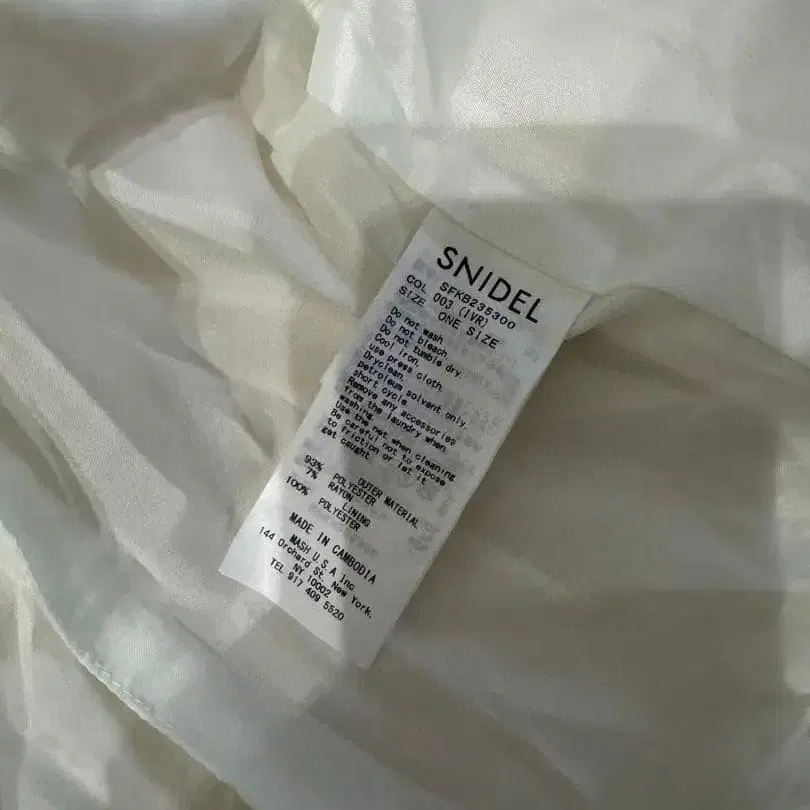 SNIDEL
SFKB235300
COL 003 (IVR)
SIZE ONE SIZE
Do not wash.
Do not bleach.
Do not tumble dry.
Cool iron.
use press cloth.
Dryclean.
petroleum solvent only.
short cycle.
Remove any accessories
from the laundry when
washing.
Use the net when cleaning
Be careful not to expose
to friction or let it
get caught.
OUTER MATERIAL
93% POLYESTER
7% RAYON
LINING
100% POLYESTER
MADE IN CAMBODIA
MASH U.S.A Inc
144 Orchard St, New York,
NY 10002
TEL 917 409 5520